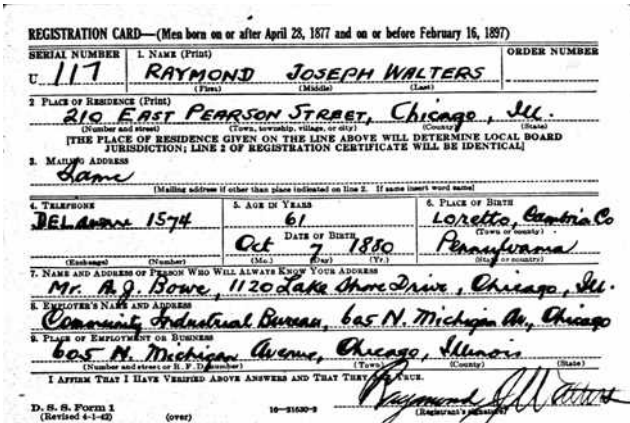 REGISTRATION CARD—(Men born on or after April 28, 1877 and on or before February 16, 1897)
SERIAL NUMBER 1. NAME (Print) ORDER NUMBER
U 117 RAYMOND JOSEPH WALTERS
(First) (Middle) (Last)
2 PLACE OF RESIDENCE (Print)
210 EAST PEARSON STREET, Chicago, Ill.
(Number and street) (Town, township, village, or city) (County) (State)
[THE PLACE OF RESIDENCE GIVEN ON THE LINE ABOVE WILL DETERMINE LOCAL BOARD
JURISDICTION; LINE 2 OF REGISTRATION CERTIFICATE WILL BE IDENTICAL]
3. MAILING ADDRESS
Same
[Mailing address if other than place indicated on line 2. If same insert word same]
4. TELEPHONE 5. AGE IN YEARS 6. PLACE OF BIRTH
DELaware 1574 61 Loretto, Cambria Co
DATE OF BIRTH (Town or county)
Oct 7 1880 Pennsylvania
(Exchange) (Number) (Mo.) (Day) (Yr.) (State or country)
7. NAME AND ADDRESS OF PERSON WHO WILL ALWAYS KNOW YOUR ADDRESS
Mr. A.J. Bowe, 1120 Lake Shore Drive, Chicago, Ill.
8. EMPLOYER'S NAME AND ADDRESS
Community Industrial Bureau, 605 N. Michigan Av., Chicago
9. PLACE OF EMPLOYMENT OR BUSINESS
605 N. Michigan Avenue, Chicago, Illinois
(Number and street or R. F. D. number) (Town) (County) (State)
I AFFIRM THAT I HAVE VERIFIED ABOVE ANSWERS AND THAT THEY ARE TRUE.
Raymond J Walters
D. S. S. Form 1
(Revised 4-1-42) (over) 16—21630-2 (Registrant's signature)